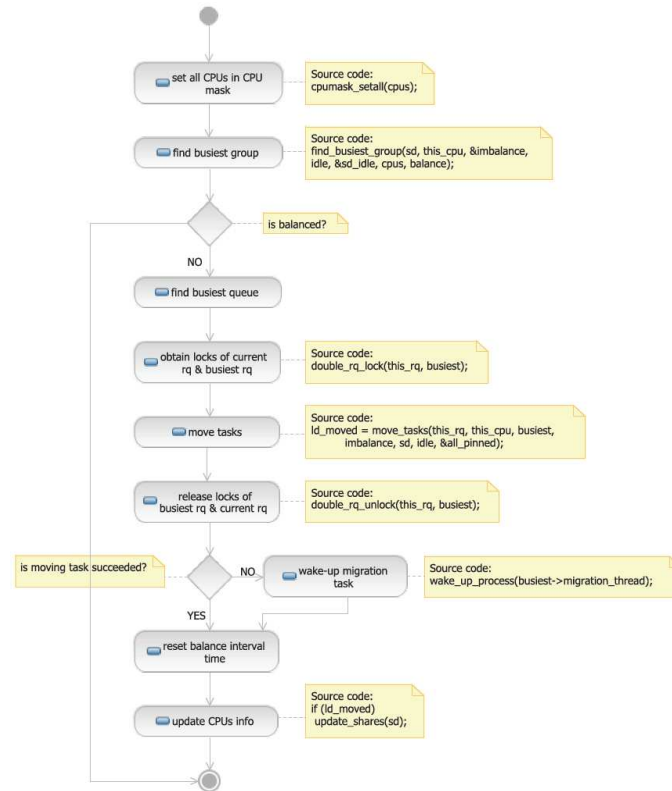 set all CPUs in CPU
mask
Source code:
cpumask_setall(cpus);
find busiest group
Source code:
find_busiest_group(sd, this_cpu, &imbalance,
idle, &sd_idle, cpus, balance);
is balanced?
NO
find busiest queue
obtain locks of current
rq & busiest rq
Source code:
double_rq_lock(this_rq, busiest);
move tasks
Source code:
ld_moved = move_tasks(this_rq, this_cpu, busiest,
imbalance, sd, idle, &all_pinned);
release locks of
busiest rq & current rq
Source code:
double_rq_unlock(this_rq, busiest);
is moving task succeeded?
NO
wake-up migration
task
Source code:
wake_up_process(busiest->migration_thread);
YES
reset balance interval
time
update CPUs info
Source code:
if (ld_moved)
update_shares(sd);